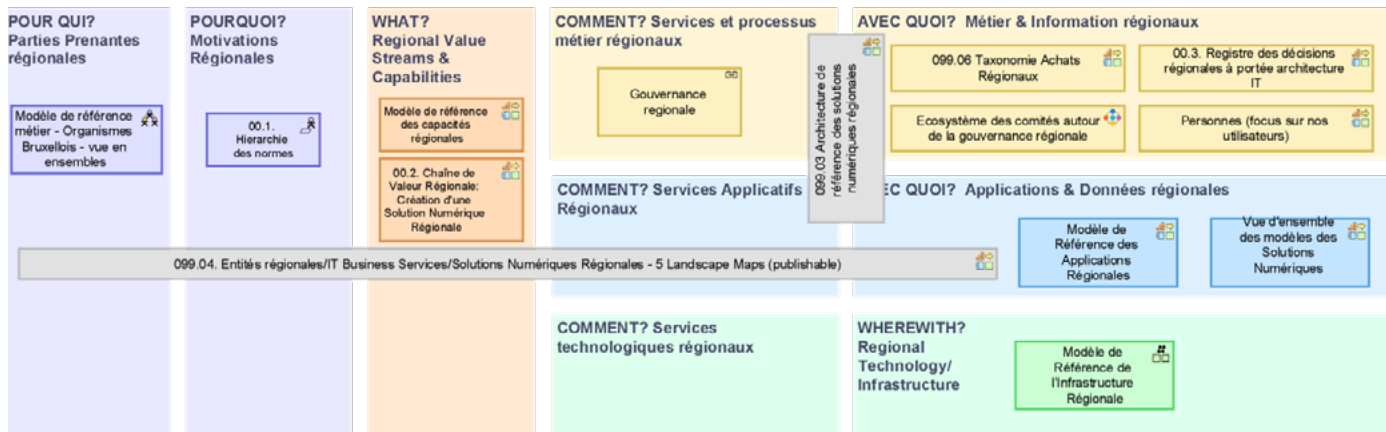 POUR QUI?
Parties Prenantes
régionales
Modèle de référence
métier - Organismes
Bruxellois - vue en
ensembles
POURQUOI?
Motivations
Régionales
00.1.
Hierarchie
des normes
WHAT?
Regional Value
Streams &
Capabilities
Modèle de référence
des capacités
régionales
00.2. Chaîne de
Valeur Régionale:
Création d'une
Solution Numérique
Régionale
COMMENT? Services et processus
métier régionaux
Gouvernance
regionale
099.03 Architecture de
référence des solutions
numériques régionales
AVEC QUOI? Métier & Information régionaux
099.06 Taxonomie Achats
Régionaux
00.3. Registre des décisions
régionales à portée architecture
IT
Ecosystème des comités autour
de la gouvernance régionale
Personnes (focus sur nos
utilisateurs)
COMMENT? Services Applicatifs
Régionaux
EC QUOI? Applications & Données régionales
Modèle de
Référence des
Applications
Régionales
Vue d'ensemble
des modèles des
Solutions
Numériques
099.04. Entités régionales/IT Business Services/Solutions Numériques Régionales - 5 Landscape Maps (publishable)
COMMENT? Services
technologiques régionaux
WHEREWITH?
Regional
Technology/
Infrastructure
Modèle de
Référence de
l'Infrastructure
Régionale